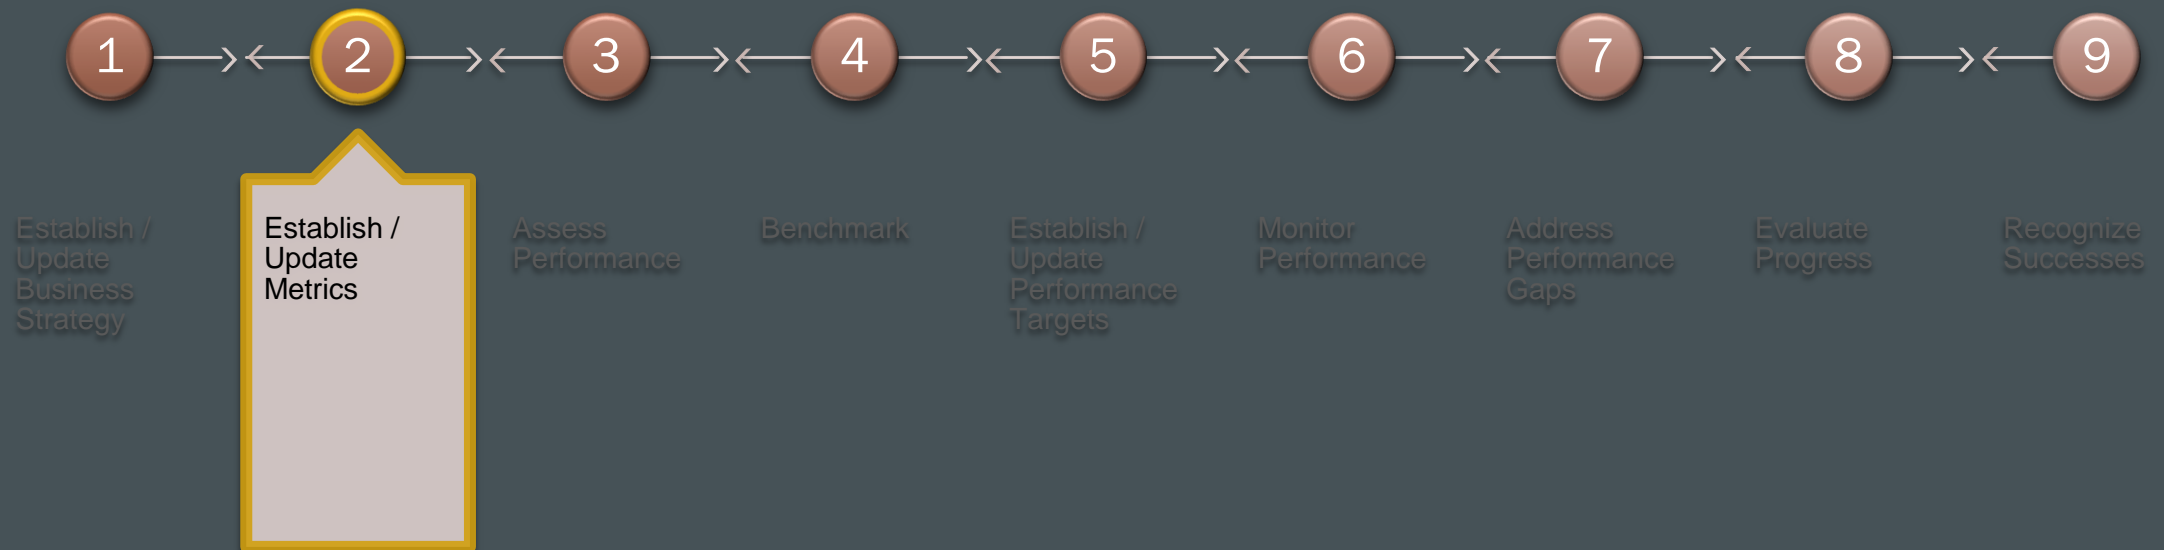 1 2 3 4 5 6 7 8 9
Establish /
Update
Business
Strategy
Establish /
Update
Metrics
Assess
Performance
Benchmark
Establish /
Update
Performance
Targets
Monitor
Performance
Address
Performance
Gaps
Evaluate
Progress
Recognize
Successes